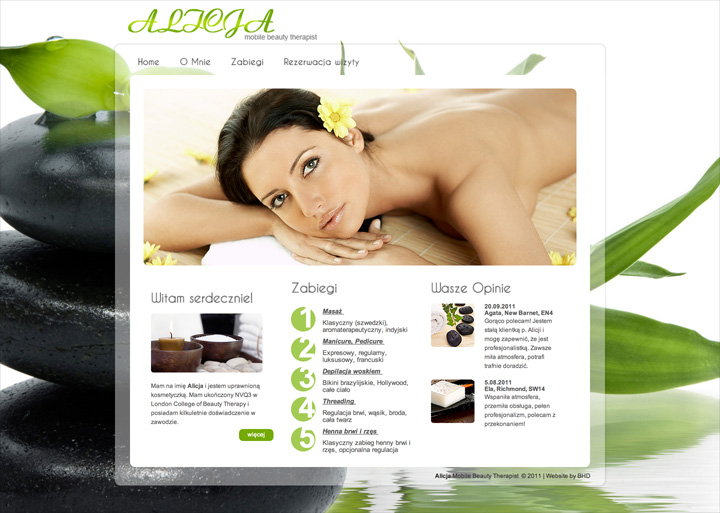 ALICJA
mobile beauty therapist
Home O Mnie Zabiegi Rezerwacja wizyty
Witam serdecznie!
Mam na imię Alicja i jestem uprawnioną
kosmetyczką. Mam ukończony NVQ3 w
London College of Beauty Therapy i
posiadam kilkuletnie doświadczenie w
zawodzie.
więcej
Zabiegi
1 Masaż
Klasyczny (szwedzki),
aromaterapeutyczny, indyjski
2 Manicure, Pedicure
Expresowy, regularny,
luksusowy, francuski
3 Depilacja woskiem
Bikini brazylijskie, Hollywood,
całe ciało
4 Threading
Regulacja brwi, wąsik, broda,
cała twarz
5 Henna brwi i rzęs
Klasyczny zabieg henny brwi i
rzęs, opcjonalna regulacja
Wasze Opinie
20.09.2011
Agata, New Barnet, EN4
Gorąco polecam! Jestem
stałą klientką p. Alicji i
mogę zapewnić, że jest
profesjonalistką. Zawsze
miła atmosfera, potrafi
trafnie doradzić.
5.08.2011
Ela, Richmond, SW14
Wspaniła atmosfera,
przemiła obsługa, pełen
profesjonalizm, polecam z
przekonaniem!
Alicja Mobile Beauty Therapist © 2011 | Website by BHD